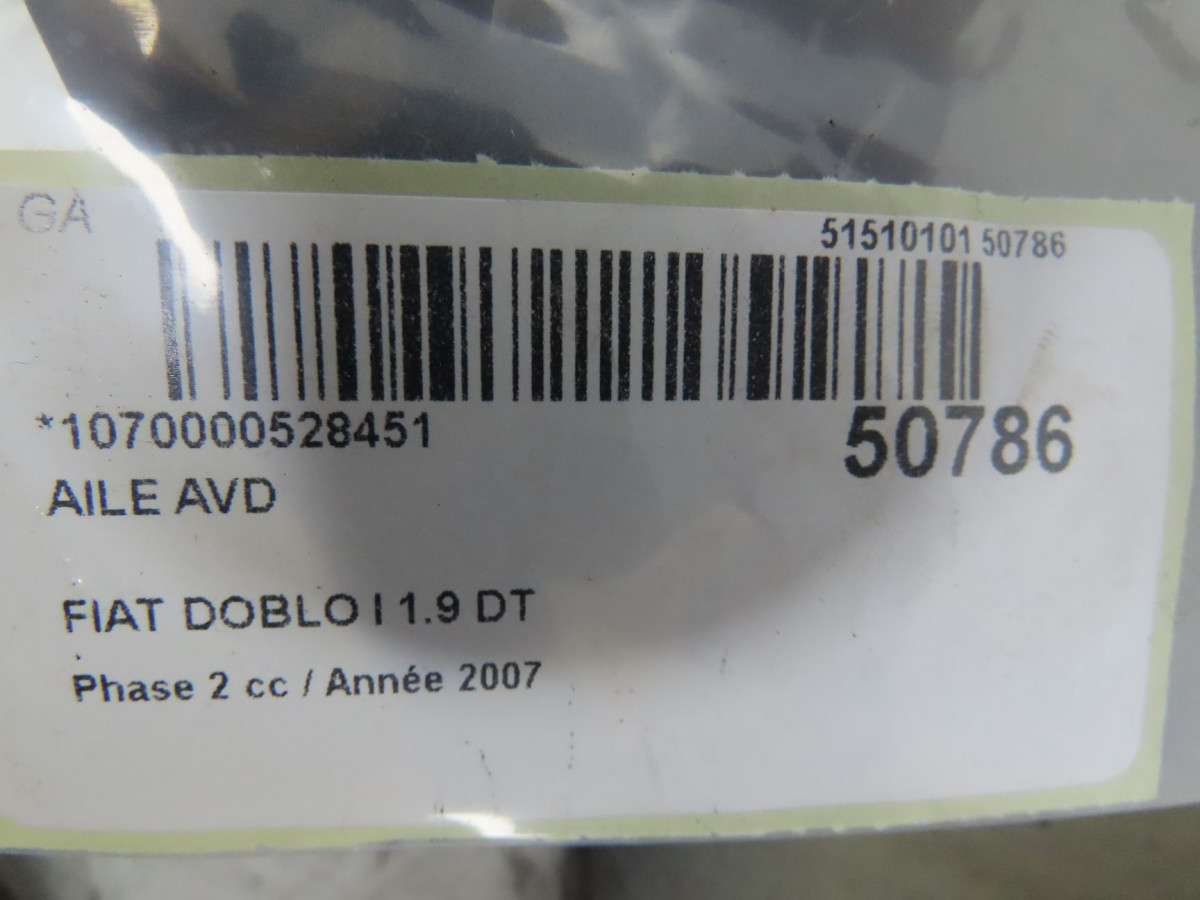 GA
51510101 50786
*1070000528451
50786
AILE AVD
FIAT DOBLO I 1.9 DT
Phase 2 cc / Année 2007